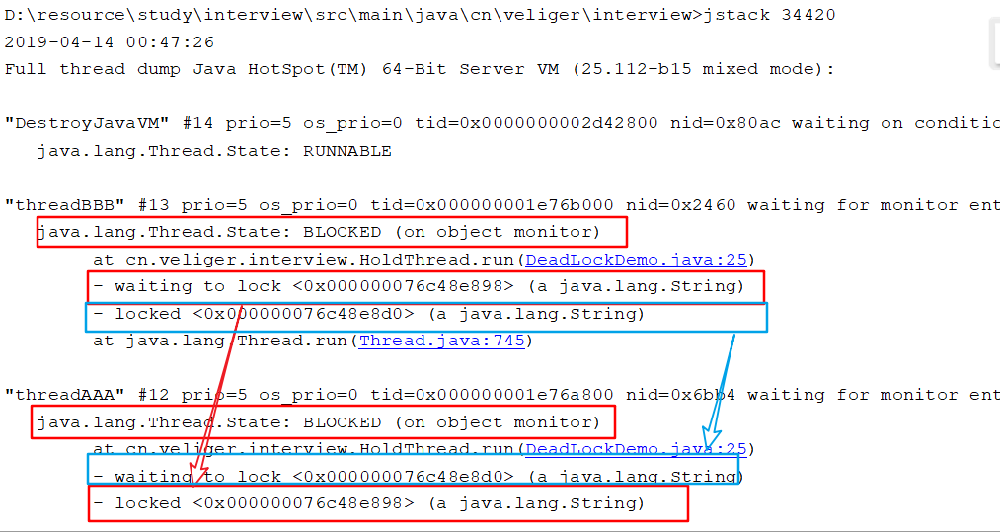 D:\resource\study\interview\src\main\java\cn\veliger\interview>jstack 34420
2019-04-14 00:47:26
Full thread dump Java HotSpot(TM) 64-Bit Server VM (25.112-b15 mixed mode):
"DestroyJavaVM" #14 prio=5 os_prio=0 tid=0x0000000002d42800 nid=0x80ac waiting on conditic
java.lang.Thread.State: RUNNABLE
"threadBBB" #13 prio=5 os_prio=0 tid=0x000000001e76b000 nid=0x2460 waiting for monitor ent
java.lang.Thread.State: BLOCKED (on object monitor)
at cn.veliger.interview.HoldThread.run(DeadLockDemo.java:25)
- waiting to lock <0x000000076c48e898> (a java.lang.String)
- locked <0x000000076c48e8d0> (a java.lang.String)
at java.lang.Thread.run(Thread.java:745)
"threadAAA" #12 prio=5 os_prio=0 tid=0x000000001e76a800 nid=0x6bb4 waiting for monitor ent
java.lang.Thread.State: BLOCKED (on object monitor)
at cn.veliger.interview.HoldThread.run(DeadLockDemo.java:25)
- waiting to lock <0x000000076c48e8d0> (a java.lang.String)
- locked <0x000000076c48e898> (a java.lang.String)